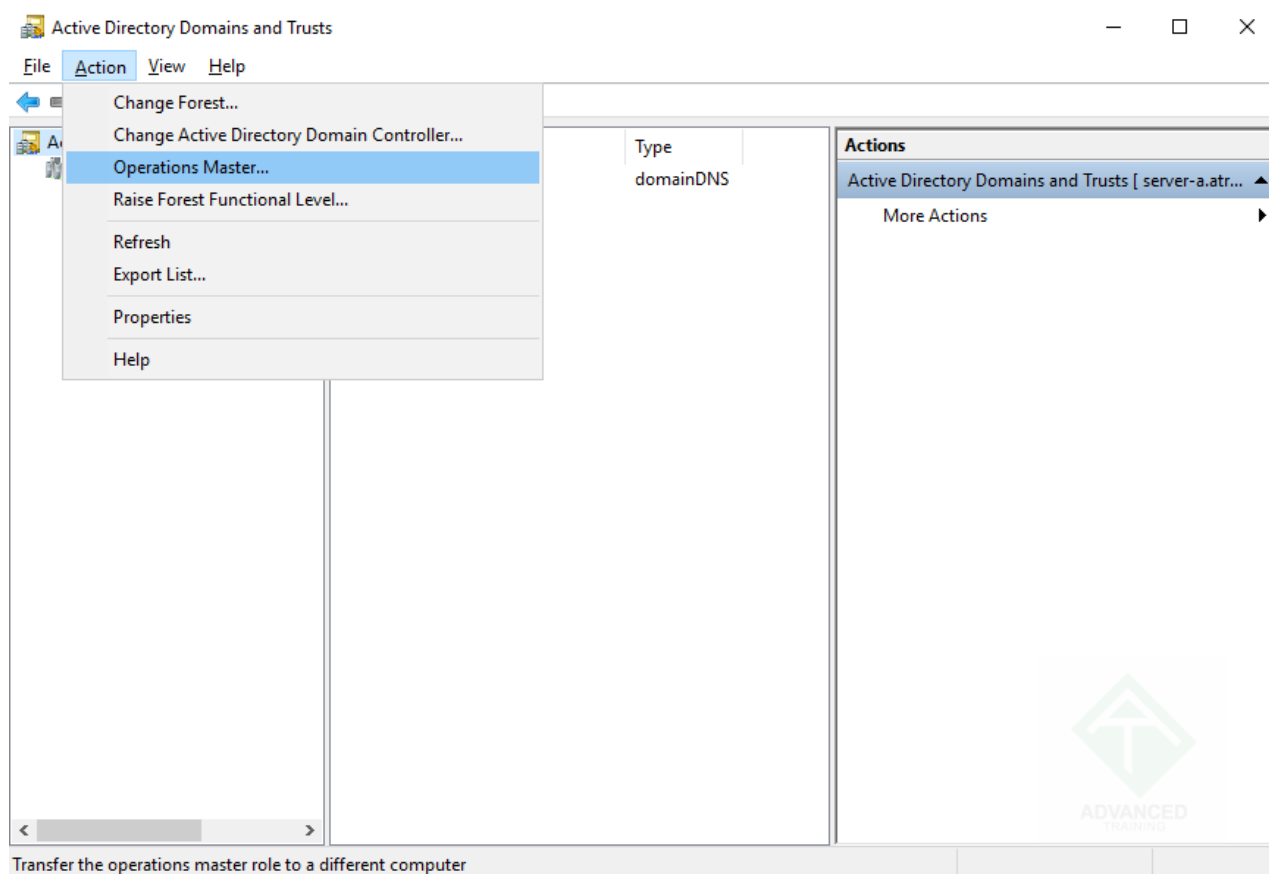 Active Directory Domains and Trusts
File Action View Help
Change Forest...
Change Active Directory Domain Controller...
Operations Master...
Raise Forest Functional Level...
Refresh
Export List...
Properties
Help
Type
domainDNS
Actions
Active Directory Domains and Trusts [ server-a.atr...
More Actions
ADVANCED
TRAINING
Transfer the operations master role to a different computer